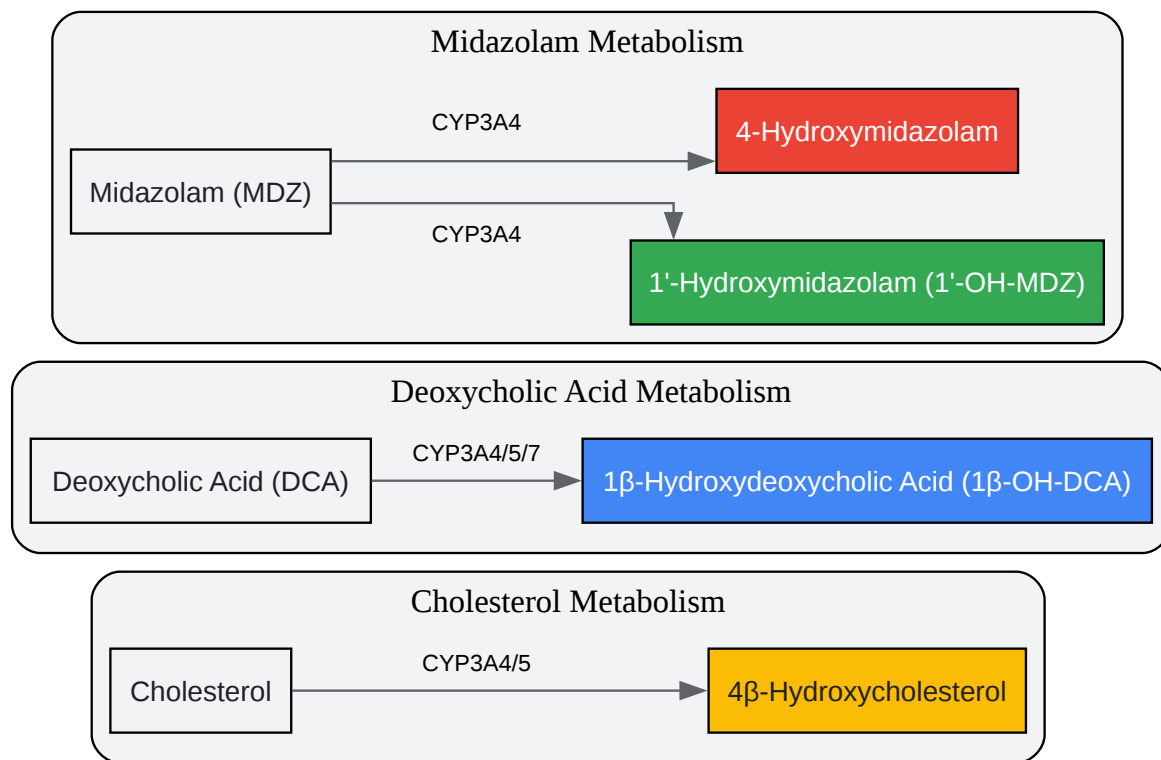 Midazolam Metabolism
CYP3A4
4-Hydroxymidazolam
Midazolam (MDZ)
CYP3A4
1'-Hydroxymidazolam (1'-OH-MDZ)
Deoxycholic Acid Metabolism
CYP3A4/5/7
Deoxycholic Acid (DCA)
1β-Hydroxydeoxycholic Acid (1β-OH-DCA)
Cholesterol Metabolism
CYP3A4/5
Cholesterol
4β-Hydroxycholesterol